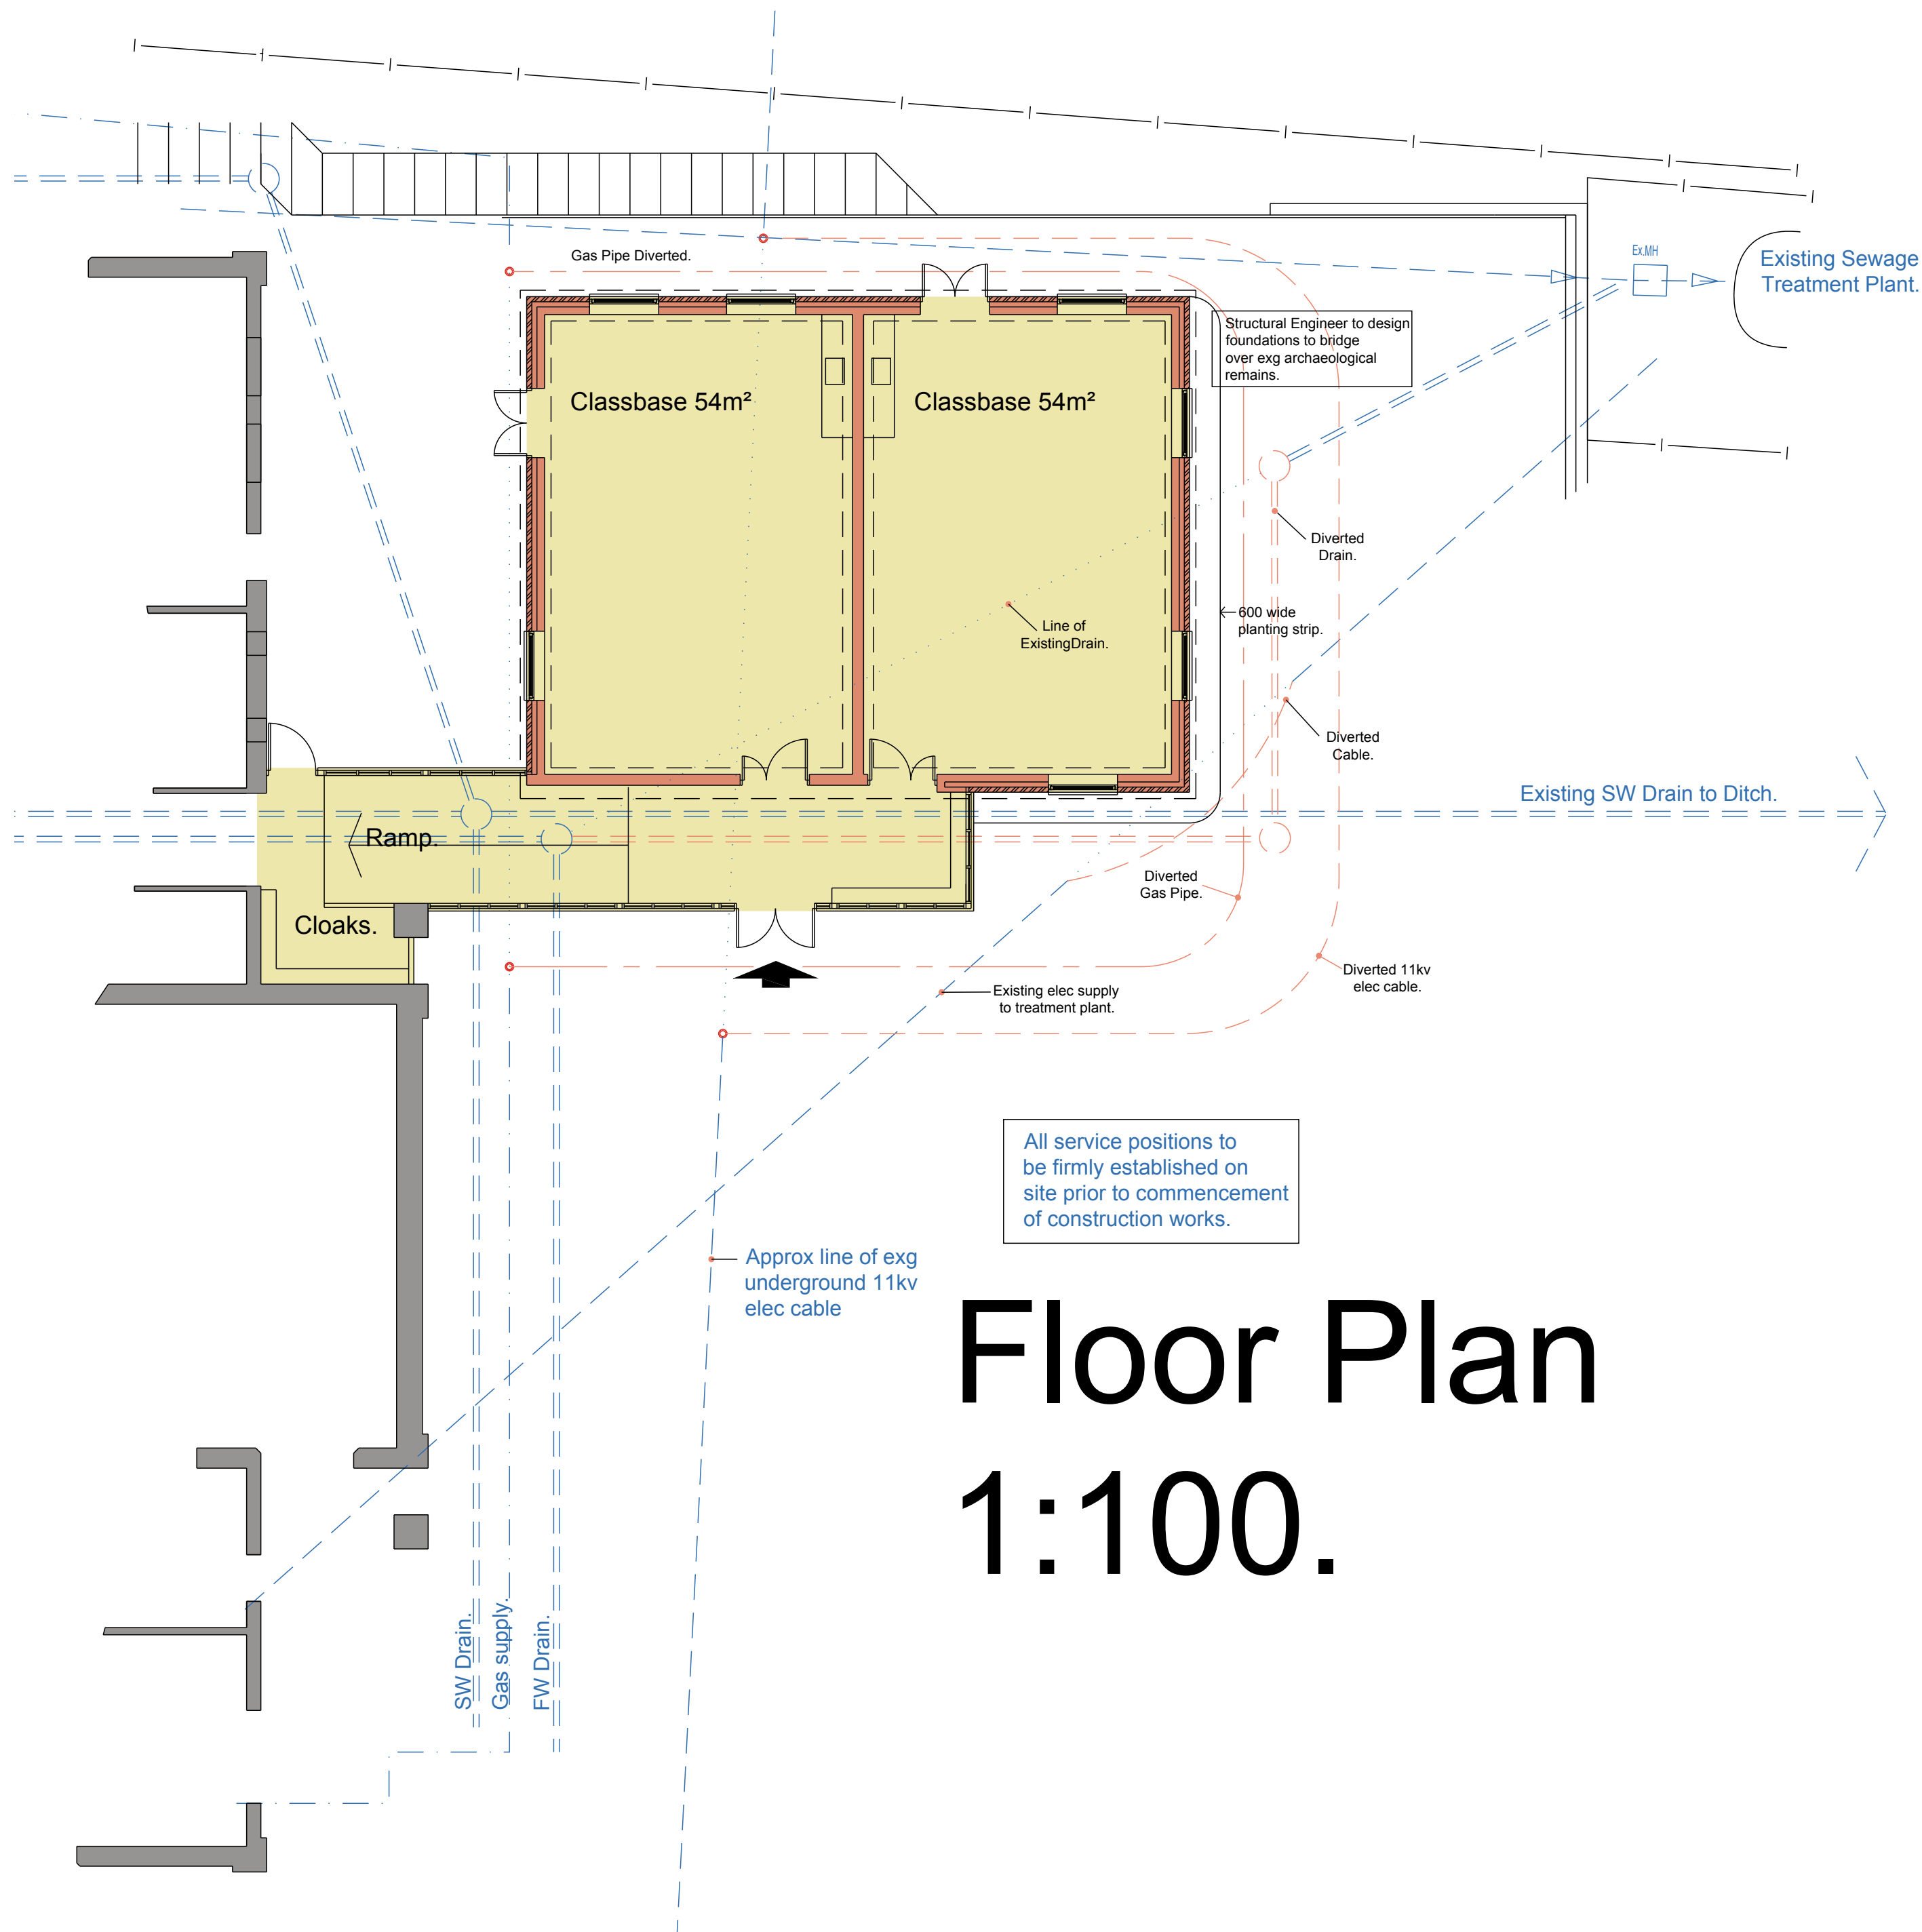 Gas Pipe Diverted.
Ex.MH
Existing Sewage
Treatment Plant.
Structural Engineer to design
foundations to bridge
over exg archaeological
remains.
Classbase 54m²
Classbase 54m²
Diverted
Drain.
600 wide
planting strip.
Line of
ExistingDrain.
Diverted
Cable.
Existing SW Drain to Ditch.
Ramp.
Diverted
Gas Pipe.
Cloaks.
Diverted 11kv
elec cable.
Existing elec supply
to treatment plant.
All service positions to
be firmly established on
site prior to commencement
of construction works.
Approx line of exg
underground 11kv
elec cable
Floor Plan
1:100.
SW Drain.
Gas supply.
FW Drain.